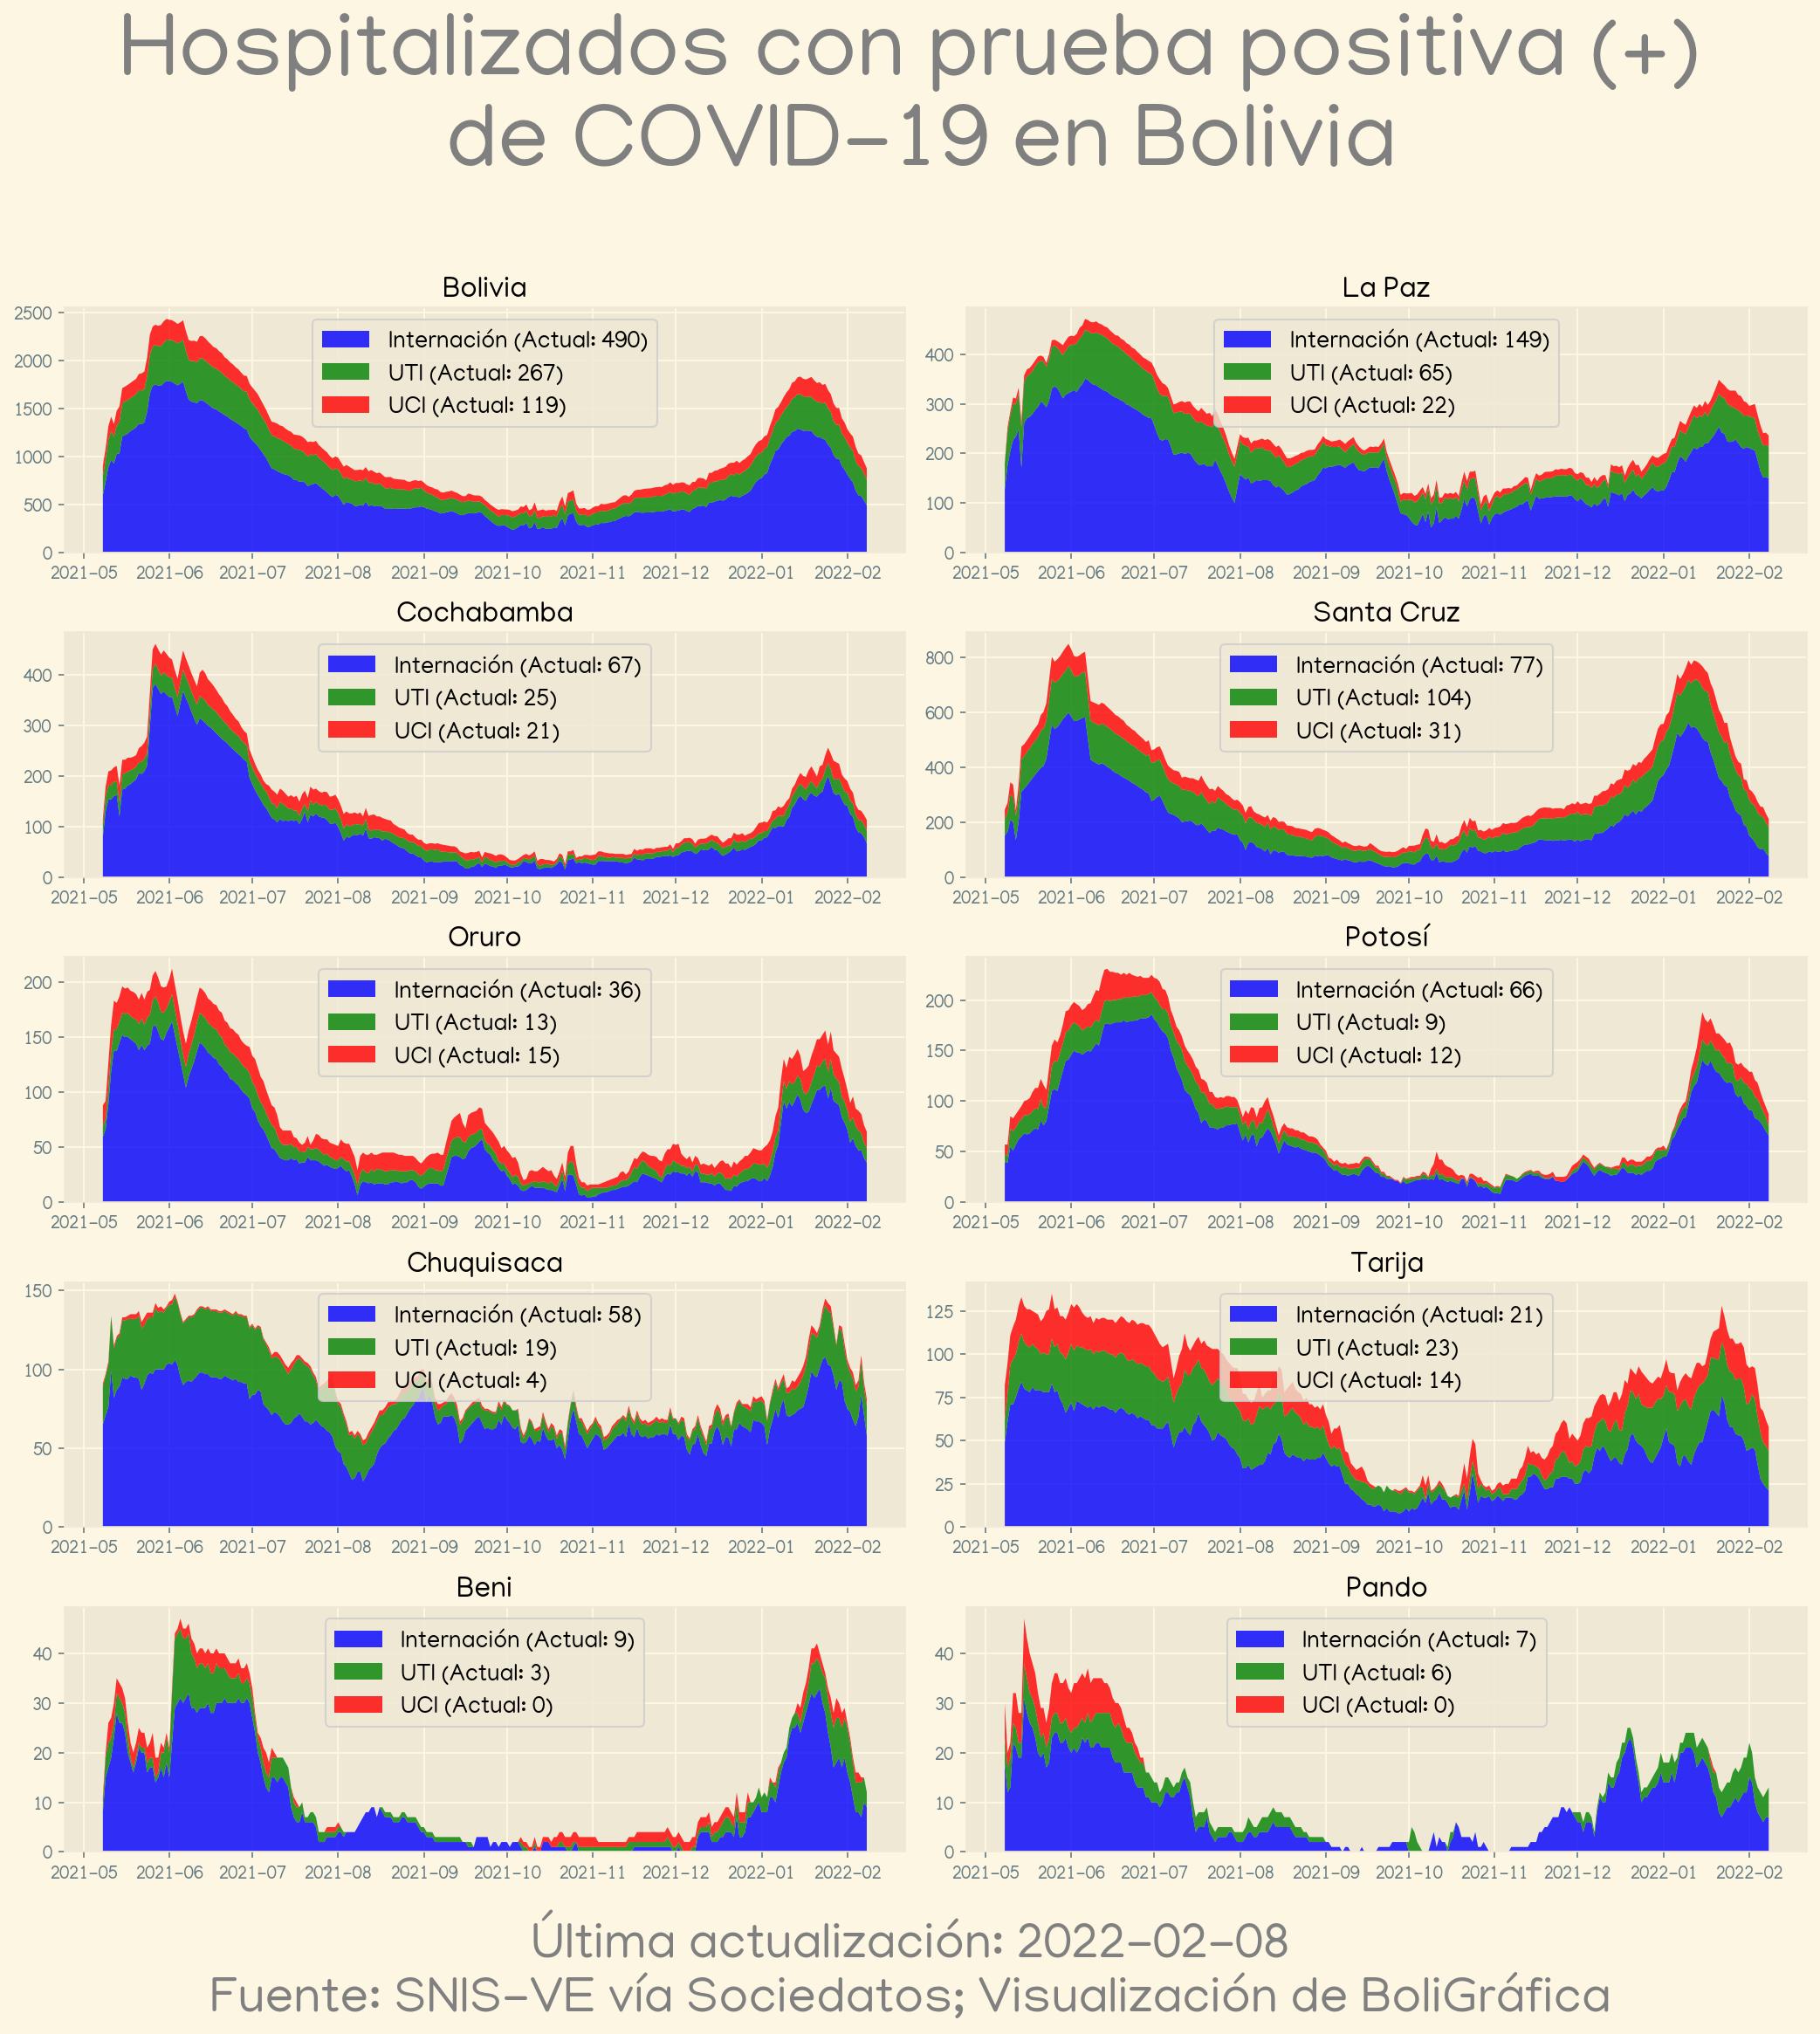 Hospitalizados con prueba positiva (+)
de COVID-19 en Bolivia
Bolivia
2500
2000
1500
1000
500
0
Internación (Actual: 490)
UTI (Actual: 267)
UCI (Actual: 119)
2021-05 2021-06 2021-07 2021-08 2021-09 2021-10 2021-11 2021-12 2022-01 2022-02
La Paz
400
300
200
100
0
Internación (Actual: 149)
UTI (Actual: 65)
UCI (Actual: 22)
2021-05 2021-06 2021-07 2021-08 2021-09 2021-10 2021-11 2021-12 2022-01 2022-02
Cochabamba
400
300
200
100
0
Internación (Actual: 67)
UTI (Actual: 25)
UCI (Actual: 21)
2021-05 2021-06 2021-07 2021-08 2021-09 2021-10 2021-11 2021-12 2022-01 2022-02
Santa Cruz
800
600
400
200
0
Internación (Actual: 77)
UTI (Actual: 104)
UCI (Actual: 31)
2021-05 2021-06 2021-07 2021-08 2021-09 2021-10 2021-11 2021-12 2022-01 2022-02
Oruro
200
150
100
50
0
Internación (Actual: 36)
UTI (Actual: 13)
UCI (Actual: 15)
2021-05 2021-06 2021-07 2021-08 2021-09 2021-10 2021-11 2021-12 2022-01 2022-02
Potosí
200
150
100
50
0
Internación (Actual: 66)
UTI (Actual: 9)
UCI (Actual: 12)
2021-05 2021-06 2021-07 2021-08 2021-09 2021-10 2021-11 2021-12 2022-01 2022-02
Chuquisaca
150
100
50
0
Internación (Actual: 58)
UTI (Actual: 19)
UCI (Actual: 4)
2021-05 2021-06 2021-07 2021-08 2021-09 2021-10 2021-11 2021-12 2022-01 2022-02
Tarija
125
100
75
50
25
0
Internación (Actual: 21)
UTI (Actual: 23)
UCI (Actual: 14)
2021-05 2021-06 2021-07 2021-08 2021-09 2021-10 2021-11 2021-12 2022-01 2022-02
Beni
40
30
20
10
0
Internación (Actual: 9)
UTI (Actual: 3)
UCI (Actual: 0)
2021-05 2021-06 2021-07 2021-08 2021-09 2021-10 2021-11 2021-12 2022-01 2022-02
Pando
40
30
20
10
0
Internación (Actual: 7)
UTI (Actual: 6)
UCI (Actual: 0)
2021-05 2021-06 2021-07 2021-08 2021-09 2021-10 2021-11 2021-12 2022-01 2022-02
Última actualización: 2022-02-08
Fuente: SNIS-VE vía Sociedatos; Visualización de BoliGráfica